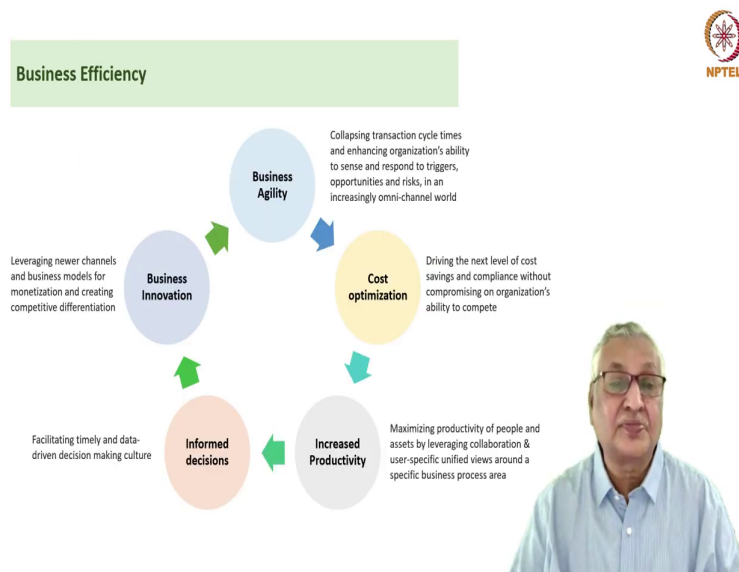 NPTEL
Business Efficiency
Business
Agility
Collapsing transaction cycle times
and enhancing organization's ability
to sense and respond to triggers,
opportunities and risks, in an
increasingly omni-channel world
Cost
optimization
Driving the next level of cost
savings and compliance without
compromising on organization's
ability to compete
Increased
Productivity
Maximizing productivity of people and
assets by leveraging collaboration &
user-specific unified views around a
specific business process area
Informed
decisions
Facilitating timely and data-
driven decision making culture
Business
Innovation
Leveraging newer channels
and business models for
monetization and creating
competitive differentiation